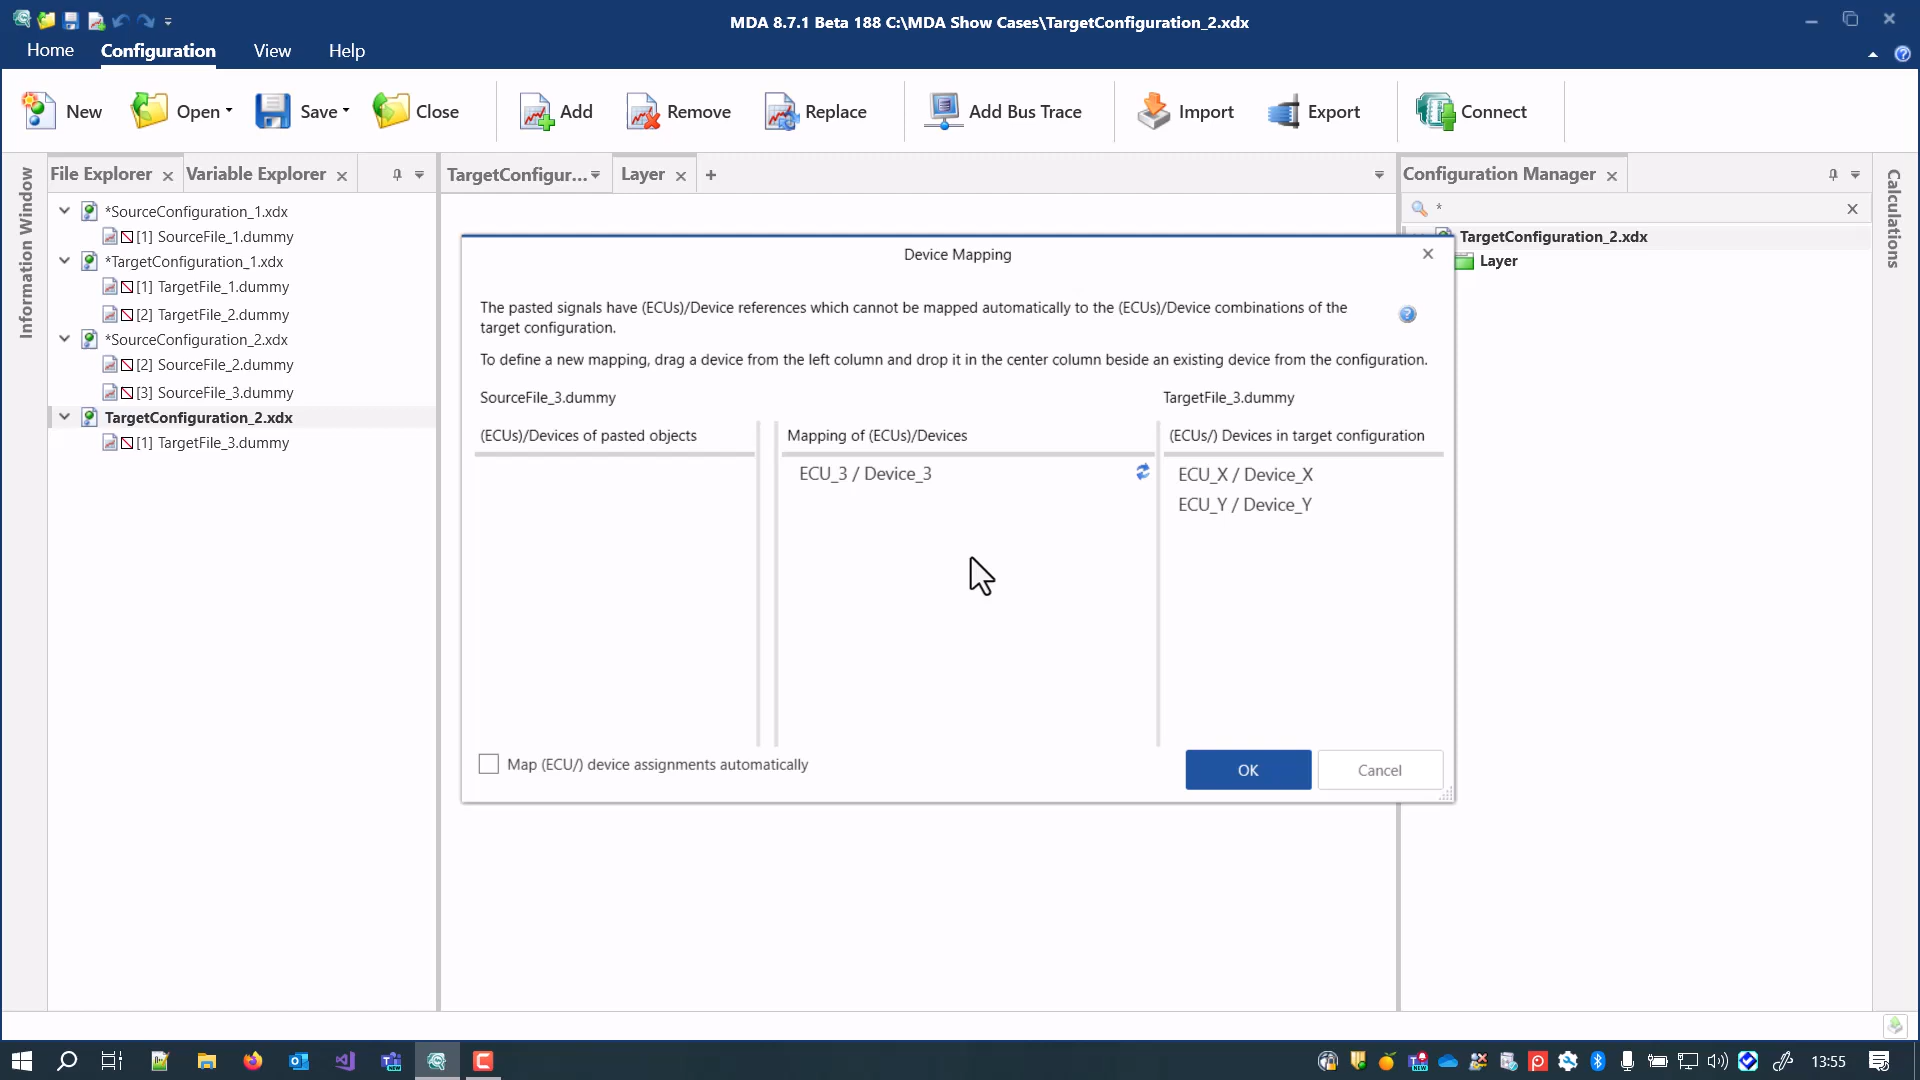 MDA 8.7.1 Beta 188 C:\MDA Show Cases\TargetConfiguration_2.xdx
Home Configuration View Help
New Open Save Close Add Remove Replace Add Bus Trace Import Export Connect
Information Window
File Explorer Variable Explorer
*SourceConfiguration_1.xdx
[1] SourceFile_1.dummy
*TargetConfiguration_1.xdx
[1] TargetFile_1.dummy
[2] TargetFile_2.dummy
*SourceConfiguration_2.xdx
[2] SourceFile_2.dummy
[3] SourceFile_3.dummy
TargetConfiguration_2.xdx
[1] TargetFile_3.dummy
TargetConfigur... Layer +
Device Mapping
The pasted signals have (ECUs)/Device references which cannot be mapped automatically to the (ECUs)/Device combinations of the
target configuration.
To define a new mapping, drag a device from the left column and drop it in the center column beside an existing device from the configuration.
SourceFile_3.dummy TargetFile_3.dummy
(ECUs)/Devices of pasted objects Mapping of (ECUs)/Devices (ECUs/) Devices in target configuration
ECU_3 / Device_3 ECU_X / Device_X
ECU_Y / Device_Y
Map (ECU/) device assignments automatically
OK Cancel
Configuration Manager
*
TargetConfiguration_2.xdx
Layer
Calculations
13:55